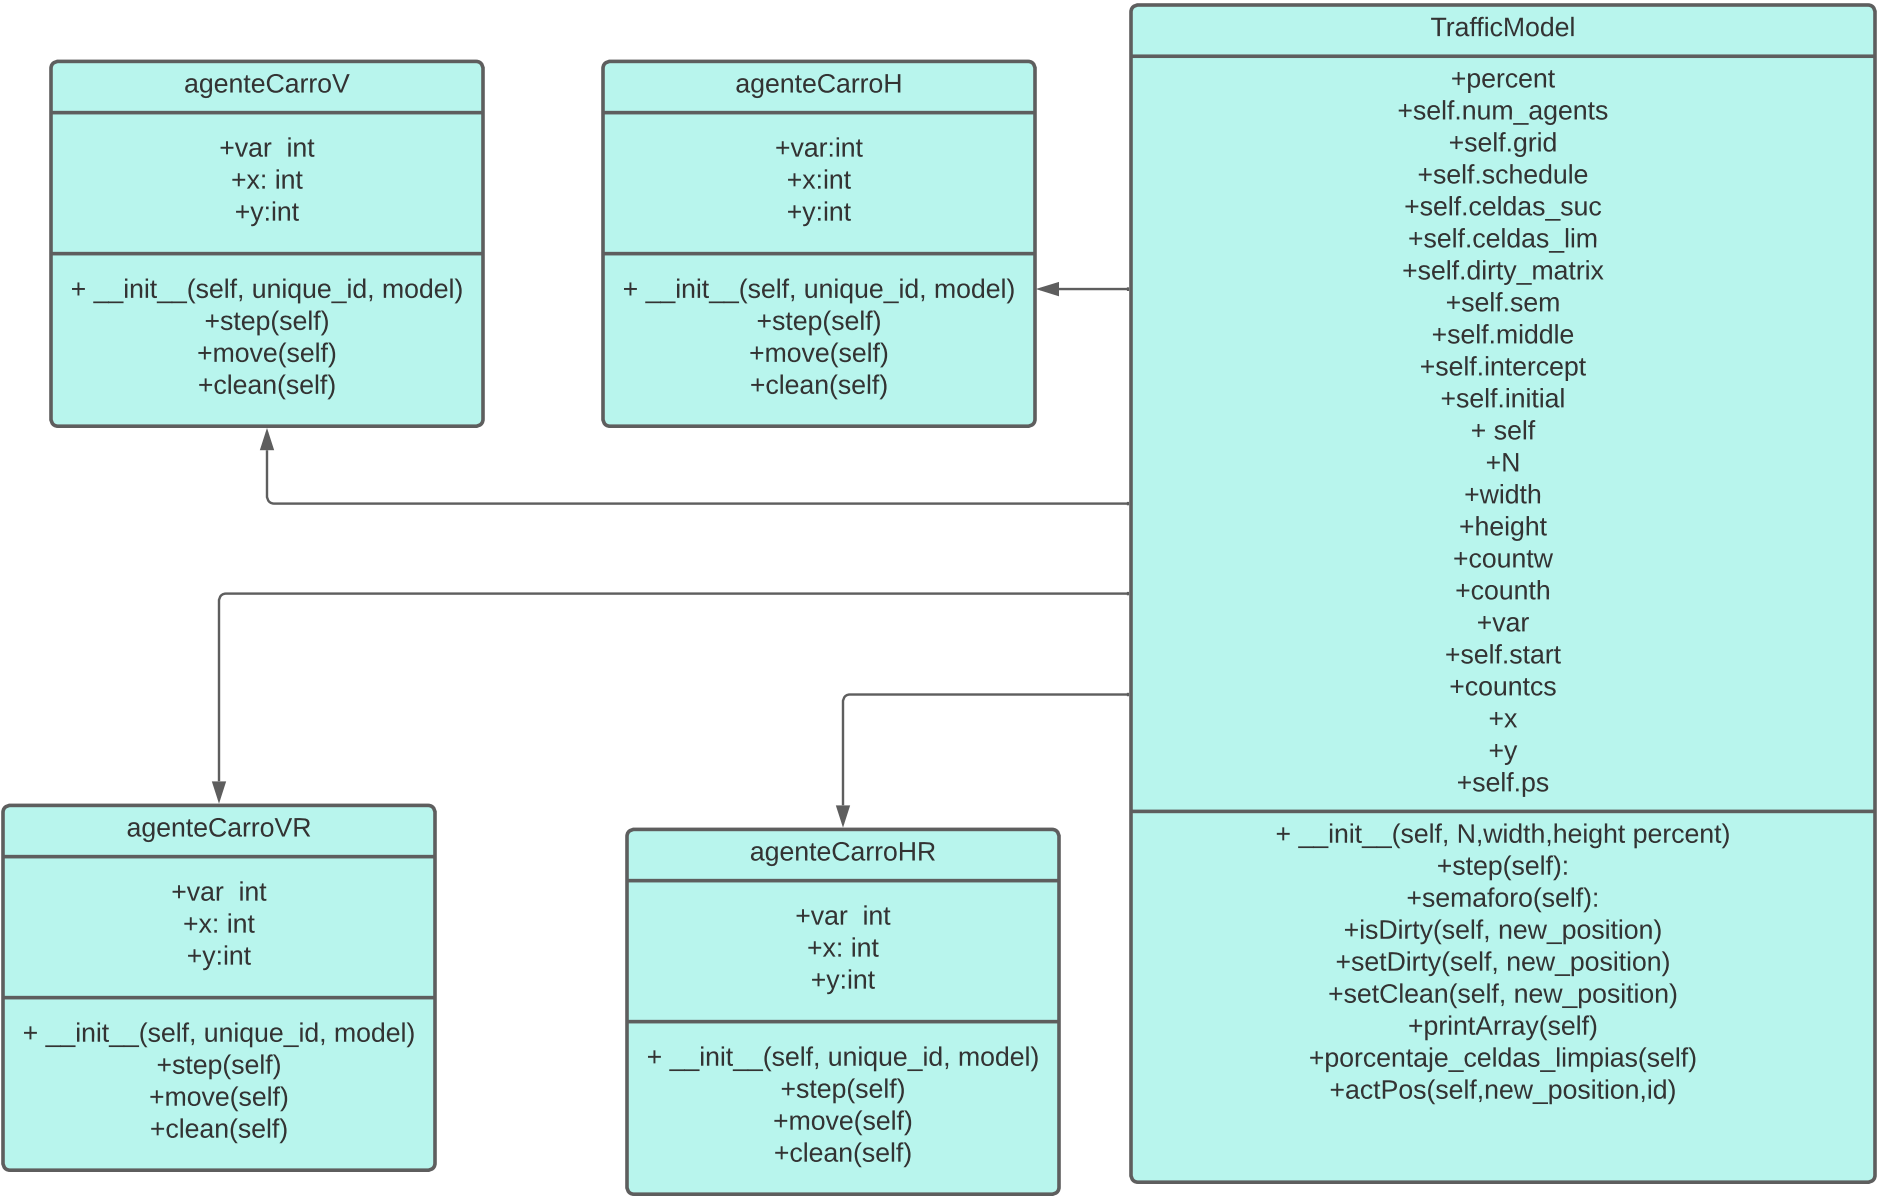 agenteCarroV
+var  int
+x: int
+y:int
+ __init__(self, unique_id, model)
+step(self)
+move(self)
+clean(self)
agenteCarroH
+var:int
+x:int
+y:int
+ __init__(self, unique_id, model)
+step(self)
+move(self)
+clean(self)
TrafficModel
+percent
+self.num_agents
+self.grid
+self.schedule
+self.celdas_suc
+self.celdas_lim
+self.dirty_matrix
+self.sem
+self.middle
+self.intercept
+self.initial
+ self
+N
+width
+height
+countw
+counth
+var
+self.start
+countcs
+x
+y
+self.ps
+ __init__(self, N,width,height percent)
+step(self):
+semaforo(self):
+isDirty(self, new_position)
+setDirty(self, new_position)
+setClean(self, new_position)
+printArray(self)
+porcentaje_celdas_limpias(self)
+actPos(self,new_position,id)
agenteCarroVR
+var  int
+x: int
+y:int
+ __init__(self, unique_id, model)
+step(self)
+move(self)
+clean(self)
agenteCarroHR
+var  int
+x: int
+y:int
+ __init__(self, unique_id, model)
+step(self)
+move(self)
+clean(self)